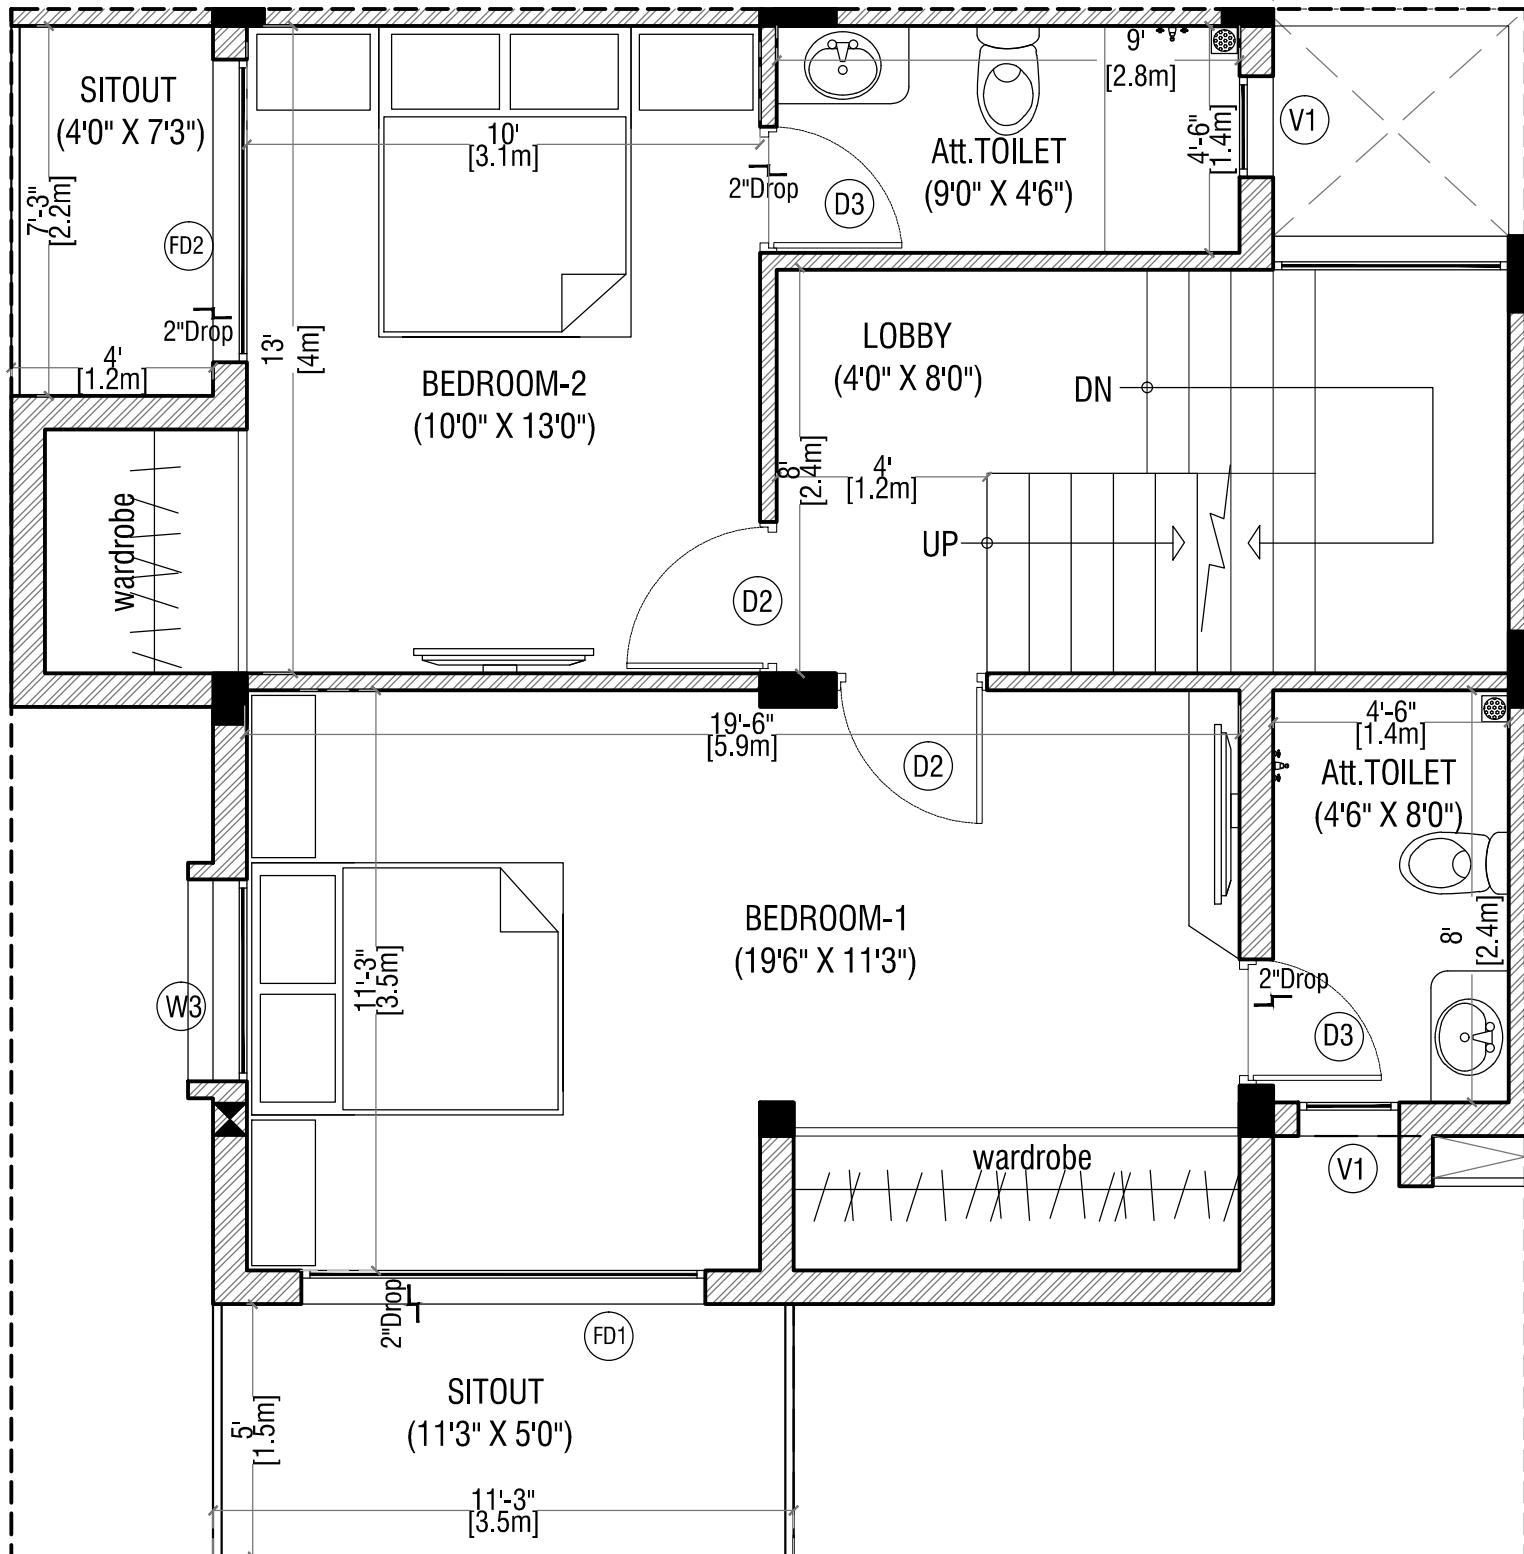 SITOUT
(4'0" X 7'3")
7'-3"
[2.2m]
FD2
2"Drop
4'
[1.2m]
10'
[3.1m]
13'
[4m]
BEDROOM-2
(10'0" X 13'0")
wardrobe
D2
9'
[2.8m]
4'-6"
[1.4m]
Att.TOILET
(9'0" X 4'6")
2"Drop
D3
V1
LOBBY
(4'0" X 8'0")
8'
[2.4m]
4'
[1.2m]
DN
UP
19'-6"
[5.9m]
D2
4'-6"
[1.4m]
Att.TOILET
(4'6" X 8'0")
8'
[2.4m]
BEDROOM-1
(19'6" X 11'3")
11'-3"
[3.5m]
W3
2"Drop
D3
wardrobe
V1
2"Drop
FD1
SITOUT
(11'3" X 5'0")
5'
[1.5m]
11'-3"
[3.5m]